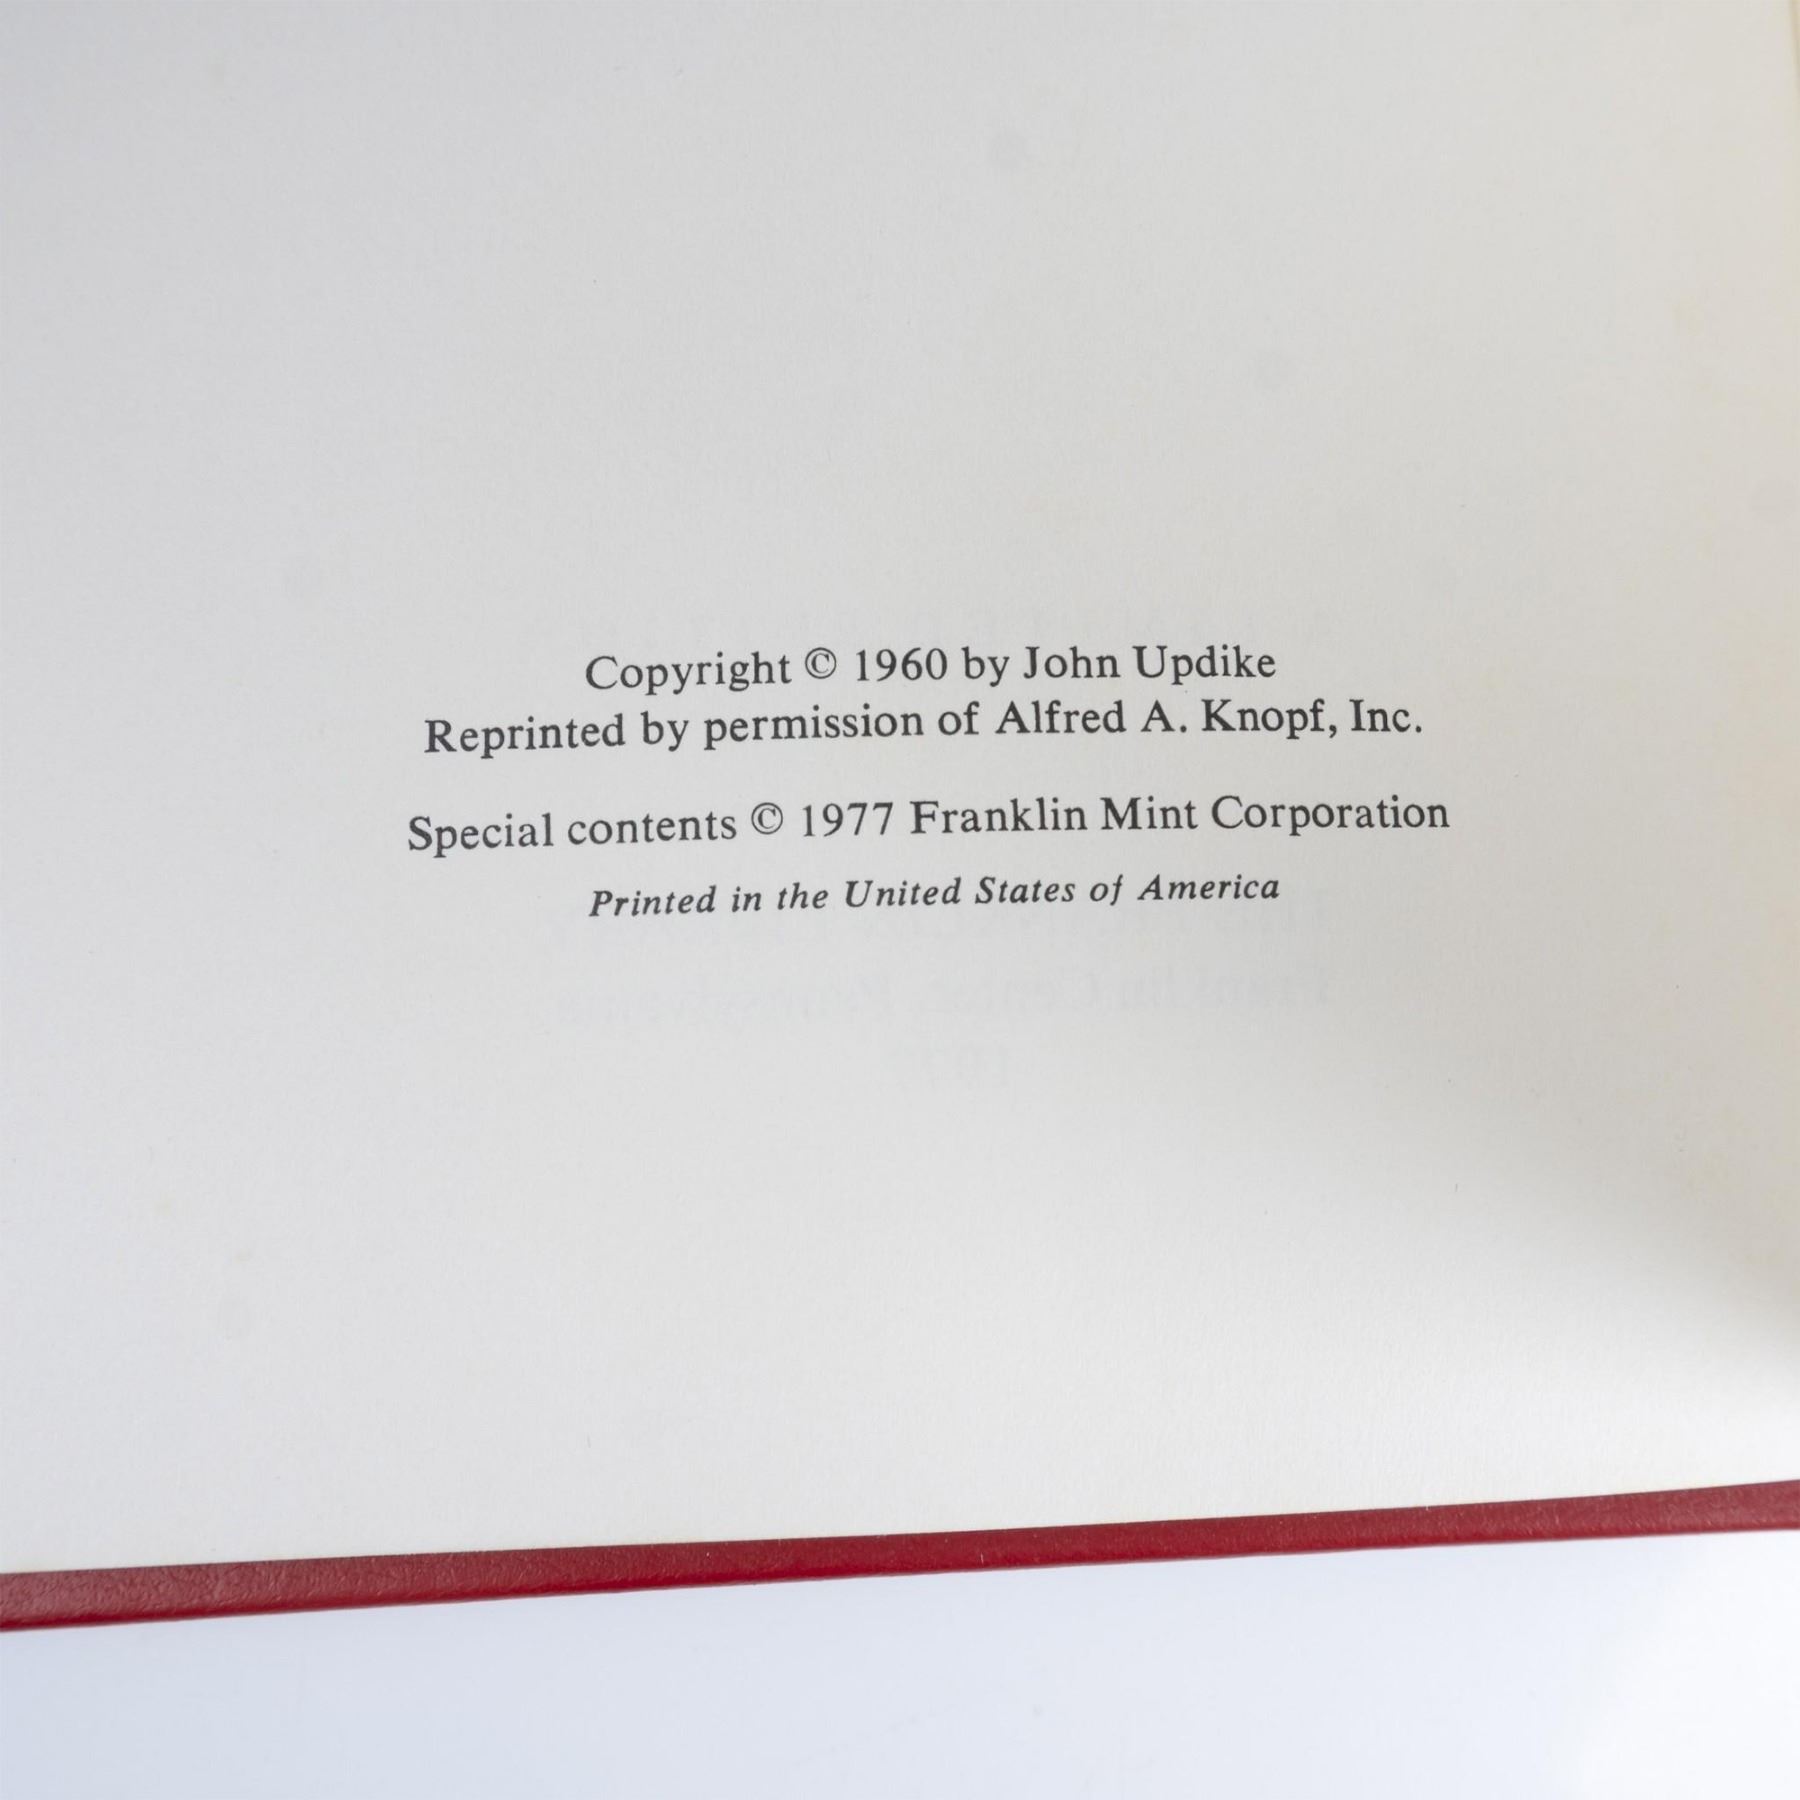 Copyright © 1960 by John Updike
Reprinted by permission of Alfred A. Knopf, Inc.
Special contents © 1977 Franklin Mint Corporation
Printed in the United States of America